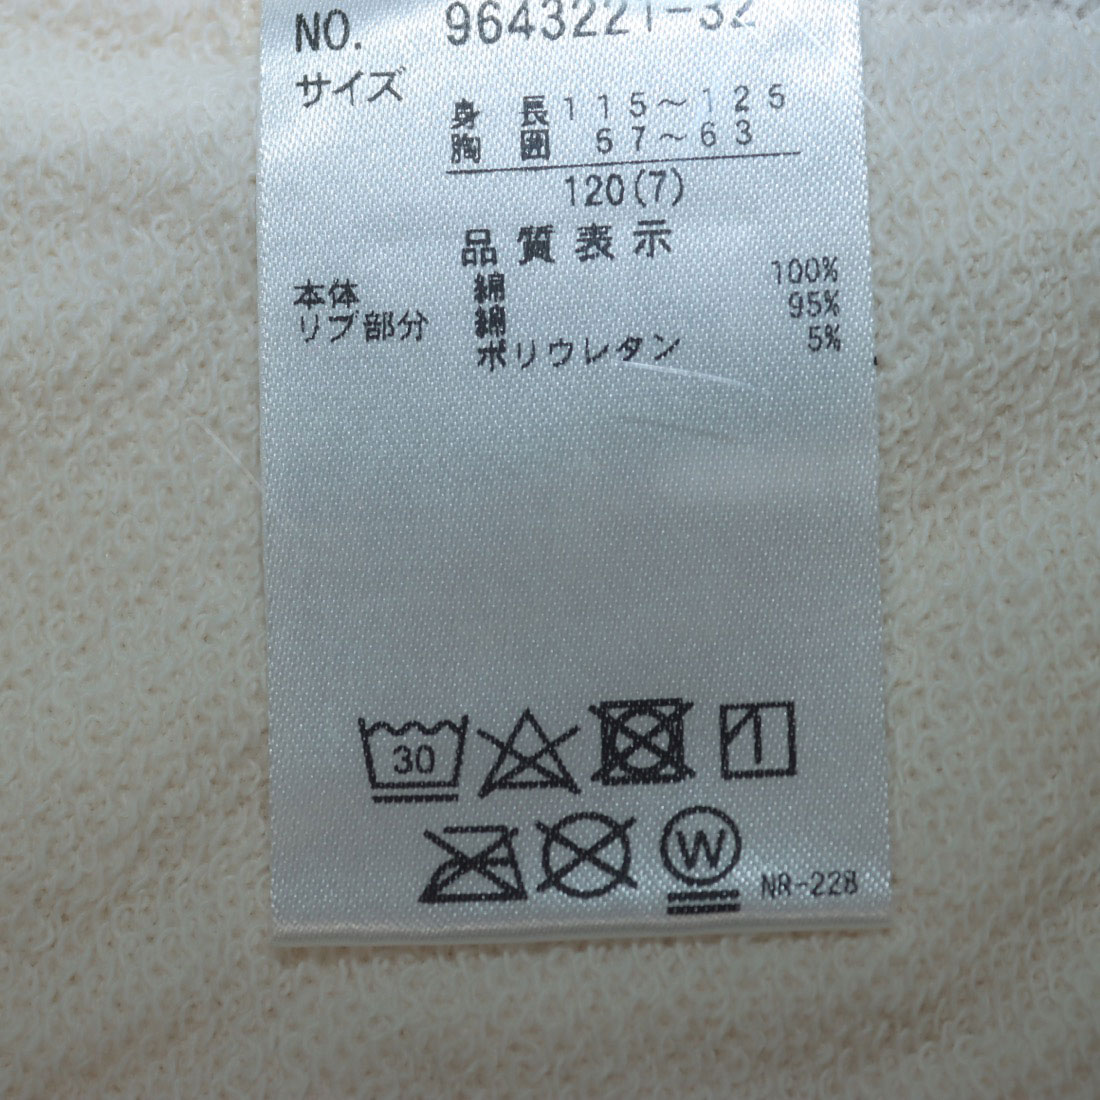 NO. 9643221-32
サイズ
身長115～125
胸囲 57～63
120(7)
品質表示
本体 綿 100%
リブ部分 綿 95%
ポリウレタン 5%
30
W
NR-228